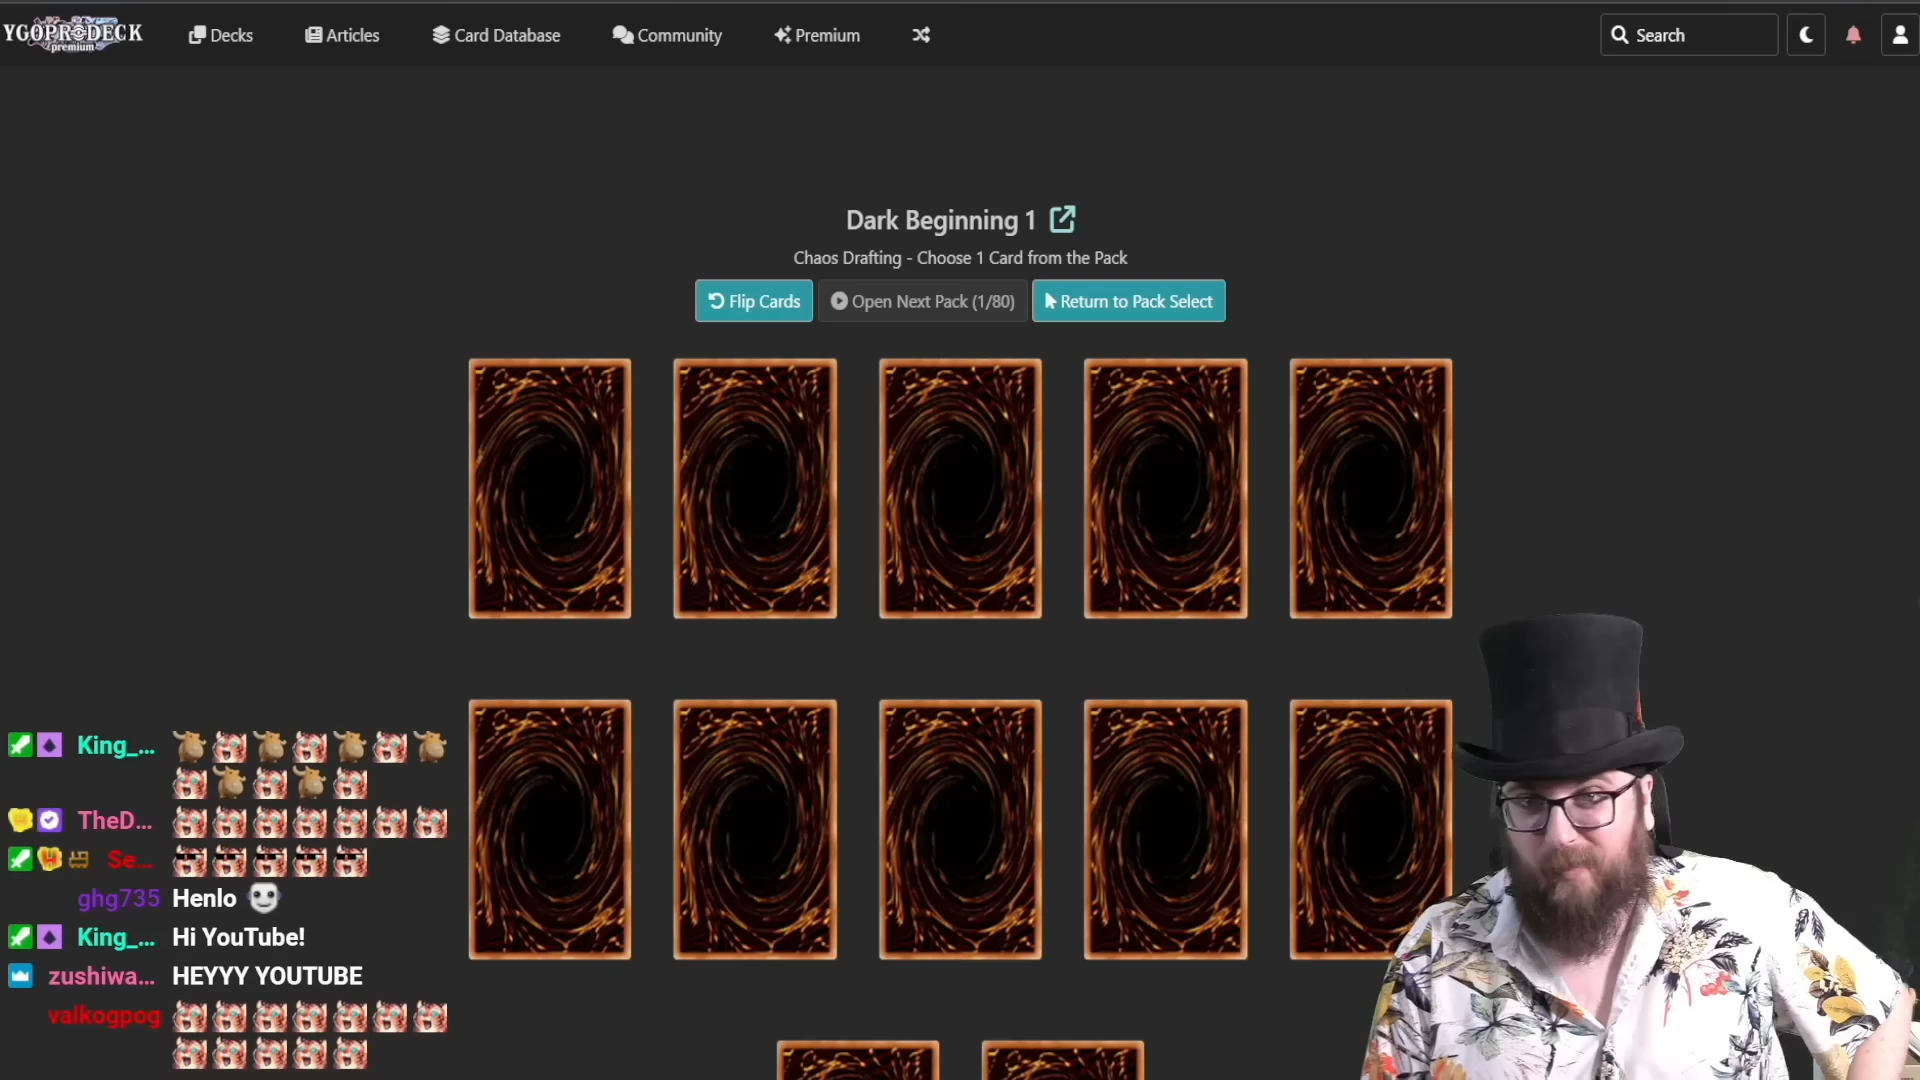 YGOPRODECK
premium
Decks
Articles
Card Database
Community
Premium
Search
Dark Beginning 1
Chaos Drafting - Choose 1 Card from the Pack
Flip Cards
Open Next Pack (1/80)
Return to Pack Select
King_...
TheD...
Se...
ghg735 Henlo
King_... Hi YouTube!
zushiwa... HEYYY YOUTUBE
valkogpog